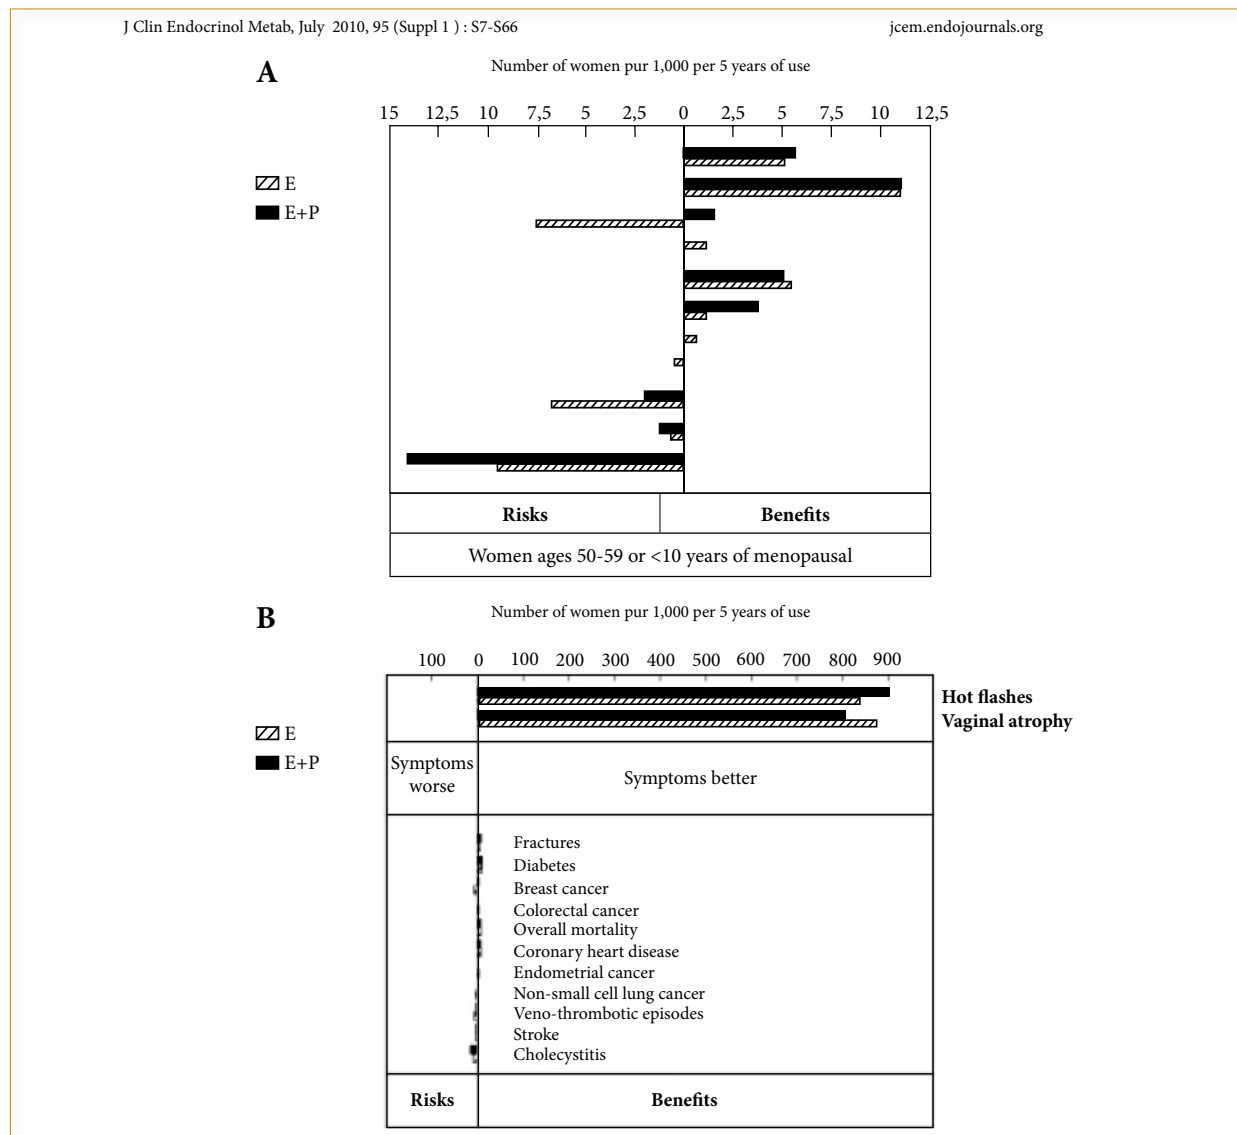 J Clin Endocrinol Metab, July 2010, 95 (Suppl 1 ) : S7-S66 jcem.endojournals.org
A
Number of women pur 1,000 per 5 years of use
15 12,5 10 7,5 5 2,5 0 2,5 5 7,5 10 12,5
E
E+P
Risks Benefits
Women ages 50-59 or <10 years of menopausal
B
Number of women pur 1,000 per 5 years of use
100 0 100 200 300 400 500 600 700 800 900
Hot flashes
Vaginal atrophy
E
E+P
Symptoms
worse
Symptoms better
Fractures
Diabetes
Breast cancer
Colorectal cancer
Overall mortality
Coronary heart disease
Endometrial cancer
Non-small cell lung cancer
Veno-thrombotic episodes
Stroke
Cholecystitis
Risks Benefits